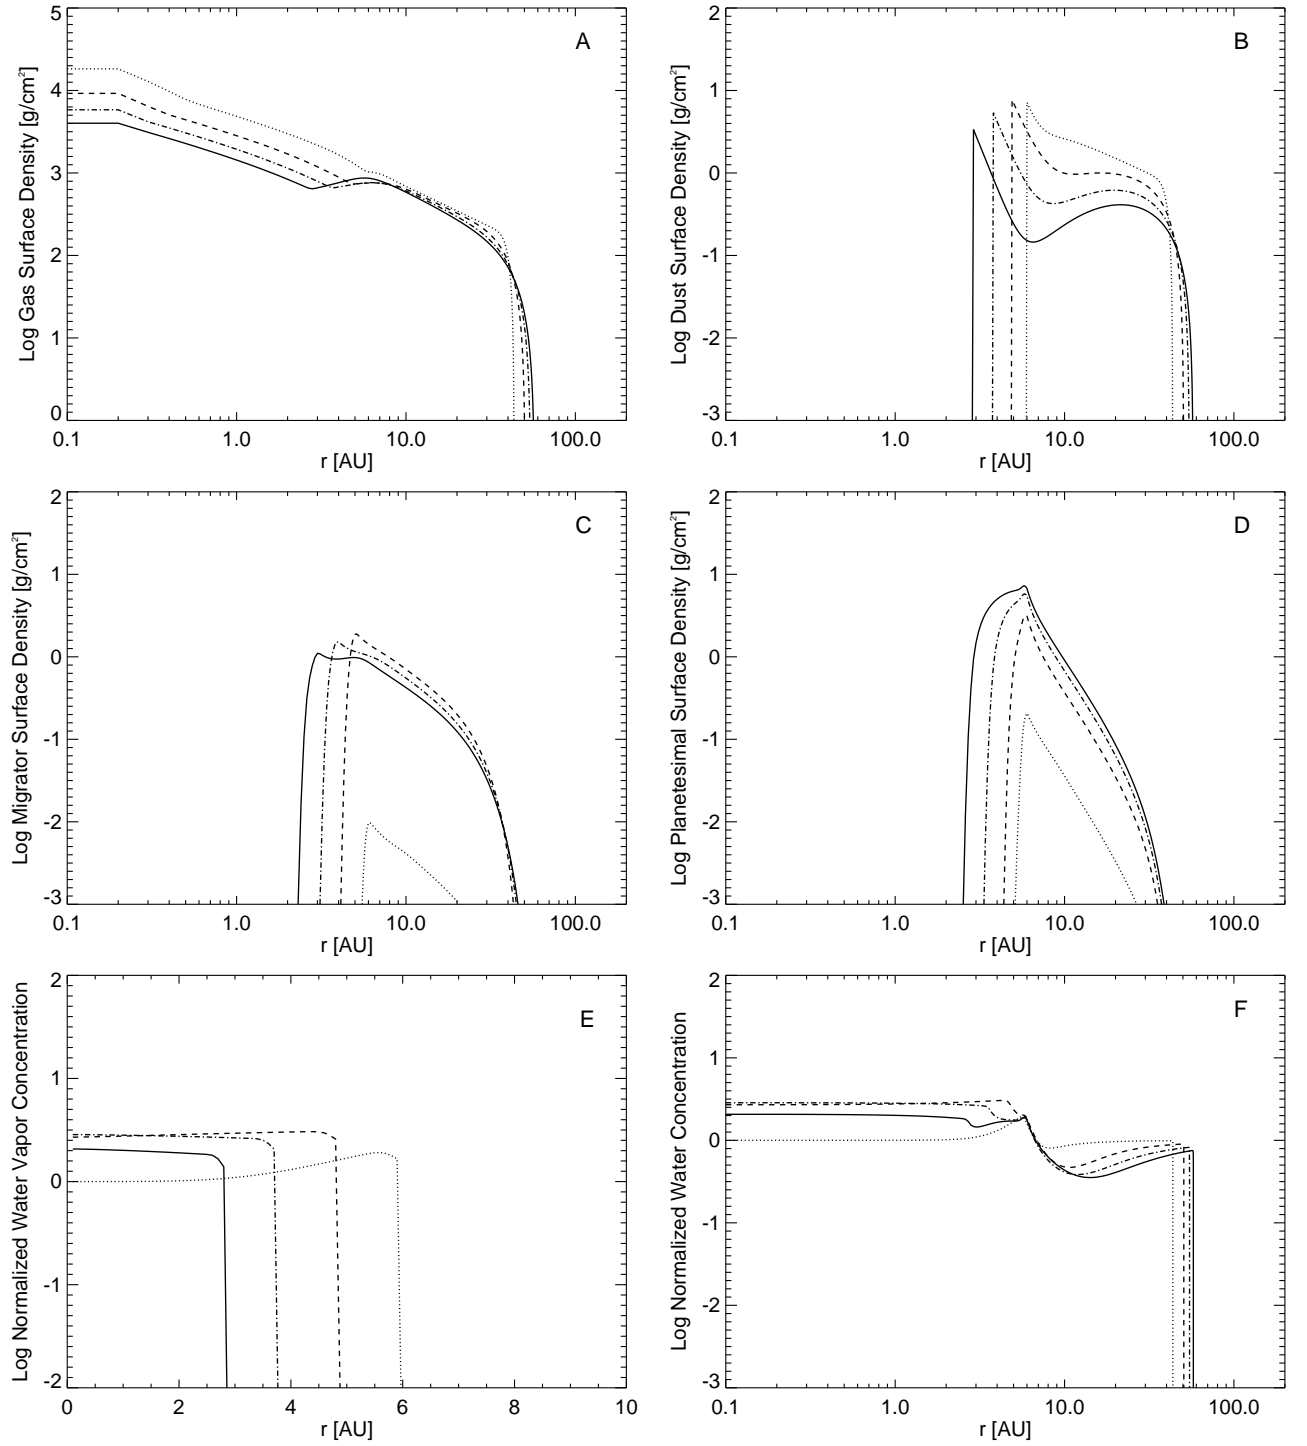 A
Log Gas Surface Density [g/cm²]
5
4
3
2
1
0
0.1 1.0 10.0 100.0
r [AU]
B
Log Dust Surface Density [g/cm²]
2
1
0
-1
-2
-3
0.1 1.0 10.0 100.0
r [AU]
C
Log Migrator Surface Density [g/cm²]
2
1
0
-1
-2
-3
0.1 1.0 10.0 100.0
r [AU]
D
Log Planetesimal Surface Density [g/cm²]
2
1
0
-1
-2
-3
0.1 1.0 10.0 100.0
r [AU]
E
Log Normalized Water Vapor Concentration
2
1
0
-1
-2
0 2 4 6 8 10
r [AU]
F
Log Normalized Water Concentration
2
1
0
-1
-2
-3
0.1 1.0 10.0 100.0
r [AU]